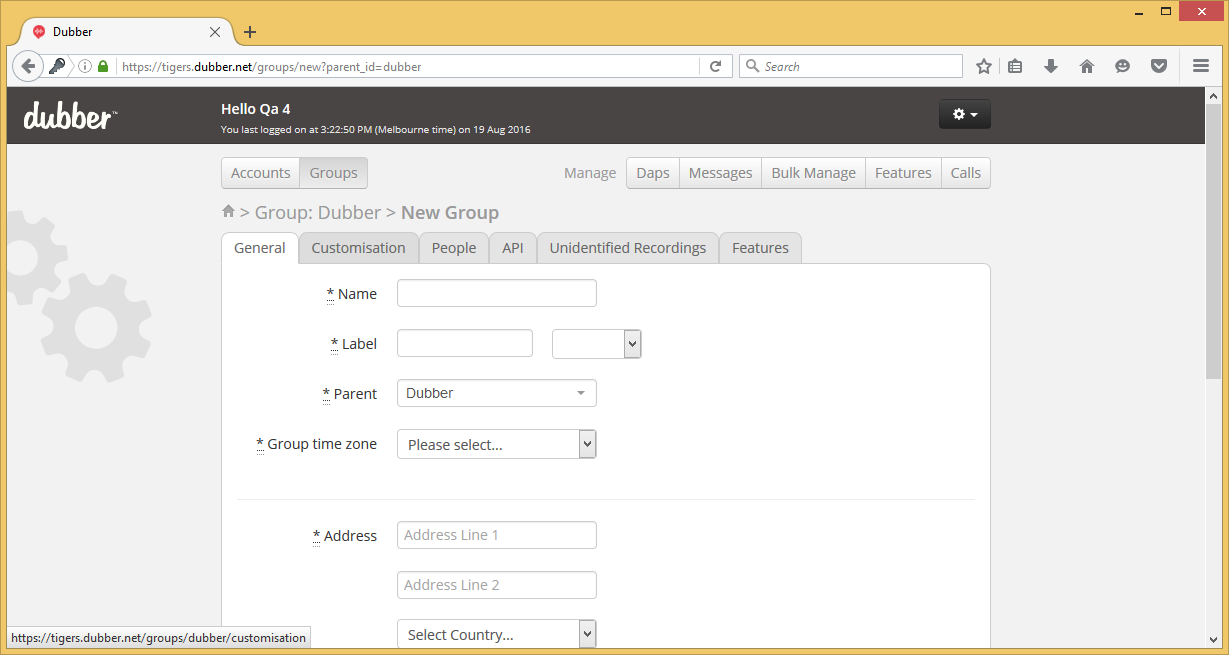 Dubber
https://tigers.dubber.net/groups/new?parent_id=dubber
Search
dubber™
Hello Qa 4
You last logged on at 3:22:50 PM (Melbourne time) on 19 Aug 2016
Accounts Groups Manage Daps Messages Bulk Manage Features Calls
> Group: Dubber > New Group
General Customisation People API Unidentified Recordings Features
* Name
* Label
* Parent Dubber
* Group time zone Please select...
* Address Address Line 1
Address Line 2
Select Country...
https://tigers.dubber.net/groups/dubber/customisation